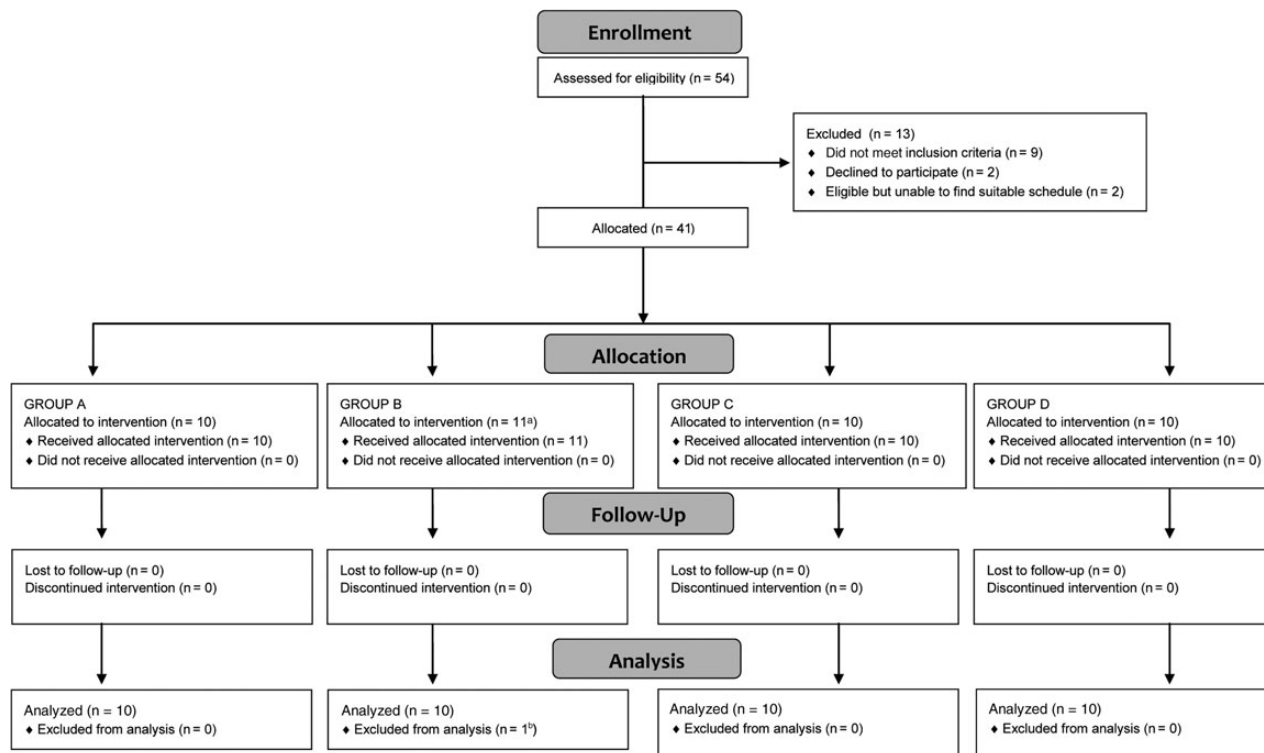 Enrollment
Assessed for eligibility (n = 54)
Excluded (n = 13)
♦ Did not meet inclusion criteria (n = 9)
♦ Declined to participate (n = 2)
♦ Eligible but unable to find suitable schedule (n = 2)
Allocated (n = 41)
Allocation
GROUP A
Allocated to intervention (n = 10)
♦ Received allocated intervention (n = 10)
♦ Did not receive allocated intervention (n = 0)
GROUP B
Allocated to intervention (n = 11ᵃ)
♦ Received allocated intervention (n = 11)
♦ Did not receive allocated intervention (n = 0)
GROUP C
Allocated to intervention (n = 10)
♦ Received allocated intervention (n = 10)
♦ Did not receive allocated intervention (n = 0)
GROUP D
Allocated to intervention (n = 10)
♦ Received allocated intervention (n = 10)
♦ Did not receive allocated intervention (n = 0)
Follow-Up
Lost to follow-up (n = 0)
Discontinued intervention (n = 0)
Lost to follow-up (n = 0)
Discontinued intervention (n = 0)
Lost to follow-up (n = 0)
Discontinued intervention (n = 0)
Lost to follow-up (n = 0)
Discontinued intervention (n = 0)
Analysis
Analyzed (n = 10)
♦ Excluded from analysis (n = 0)
Analyzed (n = 10)
♦ Excluded from analysis (n = 1ᵇ)
Analyzed (n = 10)
♦ Excluded from analysis (n = 0)
Analyzed (n = 10)
♦ Excluded from analysis (n = 0)